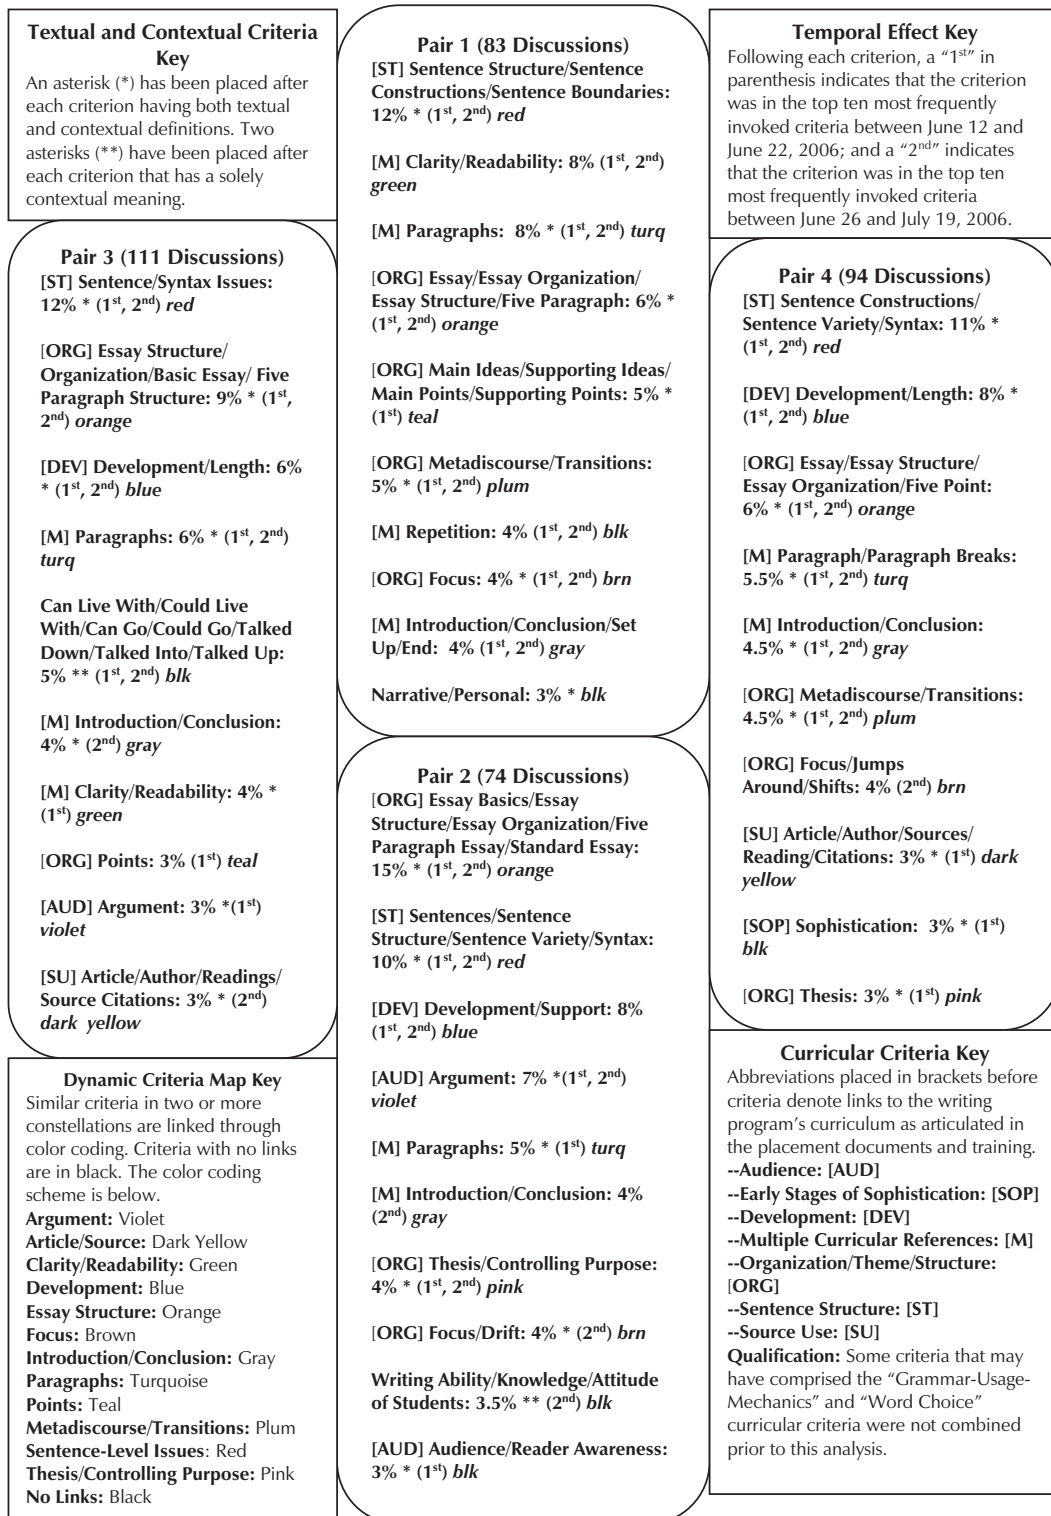 Textual and Contextual Criteria
Key
An asterisk (*) has been placed after
each criterion having both textual
and contextual definitions. Two
asterisks (**) have been placed after
each criterion that has a solely
contextual meaning.
Pair 3 (111 Discussions)
[ST] Sentence/Syntax Issues:
12% * (1st, 2nd) red
[ORG] Essay Structure/
Organization/Basic Essay/ Five
Paragraph Structure: 9% * (1st,
2nd) orange
[DEV] Development/Length: 6%
* (1st, 2nd) blue
[M] Paragraphs: 6% * (1st, 2nd)
turq
Can Live With/Could Live
With/Can Go/Could Go/Talked
Down/Talked Into/Talked Up:
5% ** (1st, 2nd) blk
[M] Introduction/Conclusion:
4% * (2nd) gray
[M] Clarity/Readability: 4% *
(1st) green
[ORG] Points: 3% (1st) teal
[AUD] Argument: 3% *(1st)
violet
[SU] Article/Author/Readings/
Source Citations: 3% * (2nd)
dark yellow
Dynamic Criteria Map Key
Similar criteria in two or more
constellations are linked through
color coding. Criteria with no links
are in black. The color coding
scheme is below.
Argument: Violet
Article/Source: Dark Yellow
Clarity/Readability: Green
Development: Blue
Essay Structure: Orange
Focus: Brown
Introduction/Conclusion: Gray
Paragraphs: Turquoise
Points: Teal
Metadiscourse/Transitions: Plum
Sentence-Level Issues: Red
Thesis/Controlling Purpose: Pink
No Links: Black
Pair 1 (83 Discussions)
[ST] Sentence Structure/Sentence
Constructions/Sentence Boundaries:
12% * (1st, 2nd) red
[M] Clarity/Readability: 8% (1st, 2nd)
green
[M] Paragraphs: 8% * (1st, 2nd) turq
[ORG] Essay/Essay Organization/
Essay Structure/Five Paragraph: 6% *
(1st, 2nd) orange
[ORG] Main Ideas/Supporting Ideas/
Main Points/Supporting Points: 5% *
(1st) teal
[ORG] Metadiscourse/Transitions:
5% * (1st, 2nd) plum
[M] Repetition: 4% (1st, 2nd) blk
[ORG] Focus: 4% * (1st, 2nd) brn
[M] Introduction/Conclusion/Set
Up/End: 4% (1st, 2nd) gray
Narrative/Personal: 3% * blk
Pair 2 (74 Discussions)
[ORG] Essay Basics/Essay
Structure/Essay Organization/Five
Paragraph Essay/Standard Essay:
15% * (1st, 2nd) orange
[ST] Sentences/Sentence
Structure/Sentence Variety/Syntax:
10% * (1st, 2nd) red
[DEV] Development/Support: 8%
(1st, 2nd) blue
[AUD] Argument: 7% *(1st, 2nd)
violet
[M] Paragraphs: 5% * (1st) turq
[M] Introduction/Conclusion: 4%
(2nd) gray
[ORG] Thesis/Controlling Purpose:
4% * (1st, 2nd) pink
[ORG] Focus/Drift: 4% * (2nd) brn
Writing Ability/Knowledge/Attitude
of Students: 3.5% ** (2nd) blk
[AUD] Audience/Reader Awareness:
3% * (1st) blk
Temporal Effect Key
Following each criterion, a “1st” in
parenthesis indicates that the criterion
was in the top ten most frequently
invoked criteria between June 12 and
June 22, 2006; and a “2nd” indicates
that the criterion was in the top ten
most frequently invoked criteria
between June 26 and July 19, 2006.
Pair 4 (94 Discussions)
[ST] Sentence Constructions/
Sentence Variety/Syntax: 11% *
(1st, 2nd) red
[DEV] Development/Length: 8% *
(1st, 2nd) blue
[ORG] Essay/Essay Structure/
Essay Organization/Five Point:
6% * (1st, 2nd) orange
[M] Paragraph/Paragraph Breaks:
5.5% * (1st, 2nd) turq
[M] Introduction/Conclusion:
4.5% * (1st, 2nd) gray
[ORG] Metadiscourse/Transitions:
4.5% * (1st, 2nd) plum
[ORG] Focus/Jumps
Around/Shifts: 4% (2nd) brn
[SU] Article/Author/Sources/
Reading/Citations: 3% * (1st) dark
yellow
[SOP] Sophistication: 3% * (1st)
blk
[ORG] Thesis: 3% * (1st) pink
Curricular Criteria Key
Abbreviations placed in brackets before
criteria denote links to the writing
program’s curriculum as articulated
in the placement documents and training.
--Audience: [AUD]
--Early Stages of Sophistication: [SOP]
--Development: [DEV]
--Multiple Curricular References: [M]
--Organization/Theme/Structure:
[ORG]
--Sentence Structure: [ST]
--Source Use: [SU]
Qualification: Some criteria that may
have comprised the “Grammar-Usage-
Mechanics” and “Word Choice”
curricular criteria were not combined
prior to this analysis.